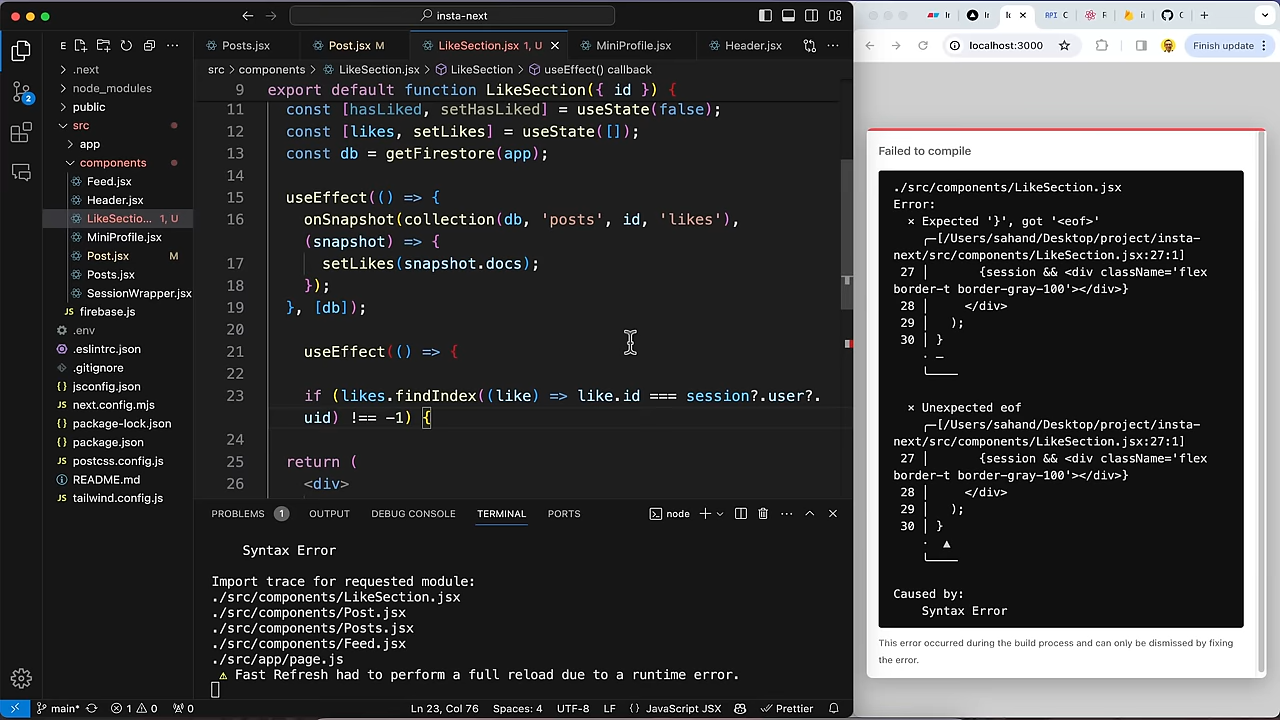 insta-next
Posts.jsx
Post.jsx M
LikeSection.jsx 1, U
MiniProfile.jsx
Header.jsx
src > components > LikeSection.jsx > LikeSection > useEffect() callback
.next
node_modules
public
src
app
components
Feed.jsx
Header.jsx
LikeSectio... 1, U
MiniProfile.jsx
Post.jsx M
Posts.jsx
SessionWrapper.jsx
JS firebase.js
.env
.eslintrc.json
.gitignore
jsconfig.json
JS next.config.mjs
package-lock.json
package.json
JS postcss.config.js
README.md
JS tailwind.config.js
9 export default function LikeSection({ id }) {
11 const [hasLiked, setHasLiked] = useState(false);
12 const [likes, setLikes] = useState([]);
13 const db = getFirestore(app);
14
15 useEffect(() => {
16 onSnapshot(collection(db, 'posts', id, 'likes'),
(snapshot) => {
17 setLikes(snapshot.docs);
18 });
19 }, [db]);
20
21 useEffect(() => {
22
23 if (likes.findIndex((like) => like.id === session?.user?.
uid) !== -1) {
24
25 return (
26 <div>
PROBLEMS 1 OUTPUT DEBUG CONSOLE TERMINAL PORTS
node
Syntax Error
Import trace for requested module:
./src/components/LikeSection.jsx
./src/components/Post.jsx
./src/components/Posts.jsx
./src/components/Feed.jsx
./src/app/page.js
⚠ Fast Refresh had to perform a full reload due to a runtime error.
main* 1 0 0 Ln 23, Col 76 Spaces: 4 UTF-8 LF {} JavaScript JSX Prettier
localhost:3000
Finish update
Failed to compile
./src/components/LikeSection.jsx
Error:
× Expected '}', got '<eof>'
[/Users/sahand/Desktop/project/insta-
next/src/components/LikeSection.jsx:27:1]
27 | {session && <div className='flex
border-t border-gray-100'></div>}
28 | </div>
29 | );
30 | }
× Unexpected eof
[/Users/sahand/Desktop/project/insta-
next/src/components/LikeSection.jsx:27:1]
27 | {session && <div className='flex
border-t border-gray-100'></div>}
28 | </div>
29 | );
30 | }
Caused by:
Syntax Error
This error occurred during the build process and can only be dismissed by fixing
the error.